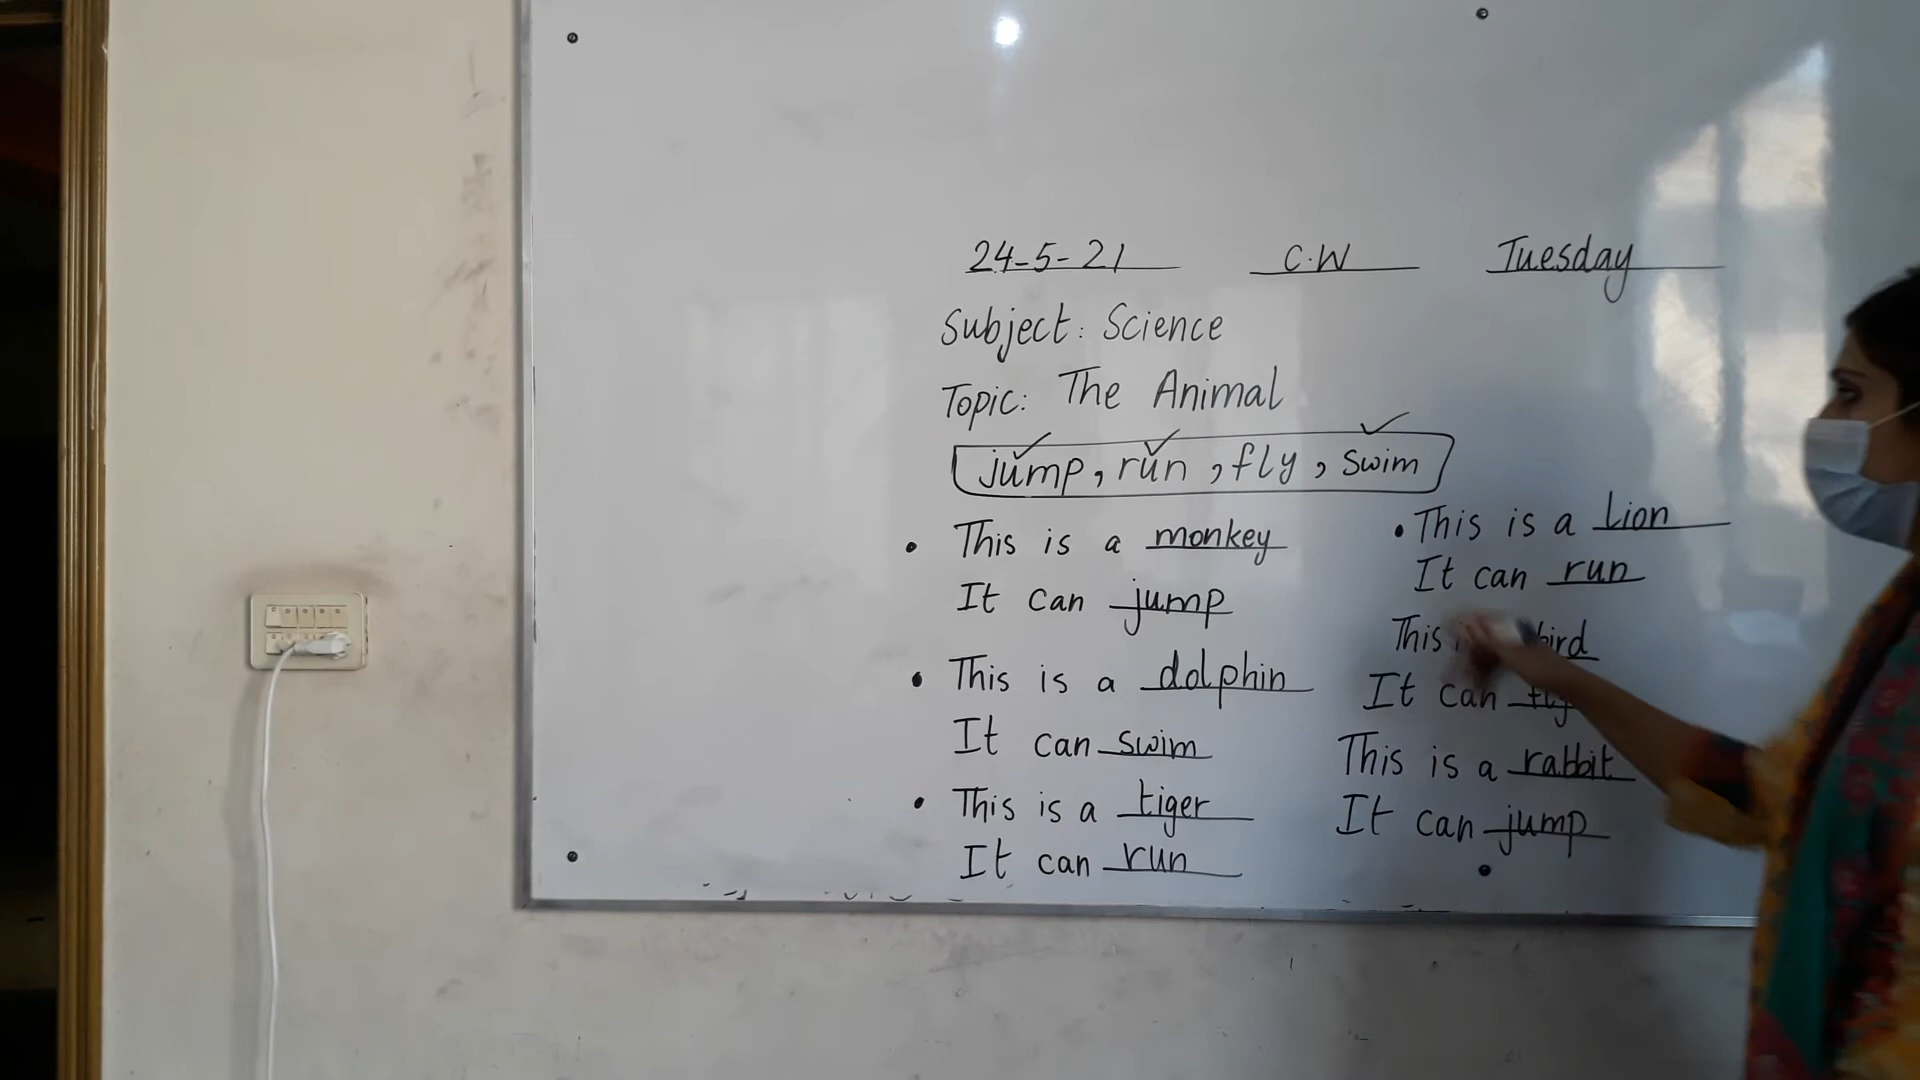 24-5-21 C.W Tuesday
Subject: Science
Topic: The Animal
jump, run, fly, swim
• This is a monkey
It can jump
• This is a dolphin
It can swim
• This is a tiger
It can run
• This is a lion
It can run
This bird
It can fly
This is a rabbit
It can jump